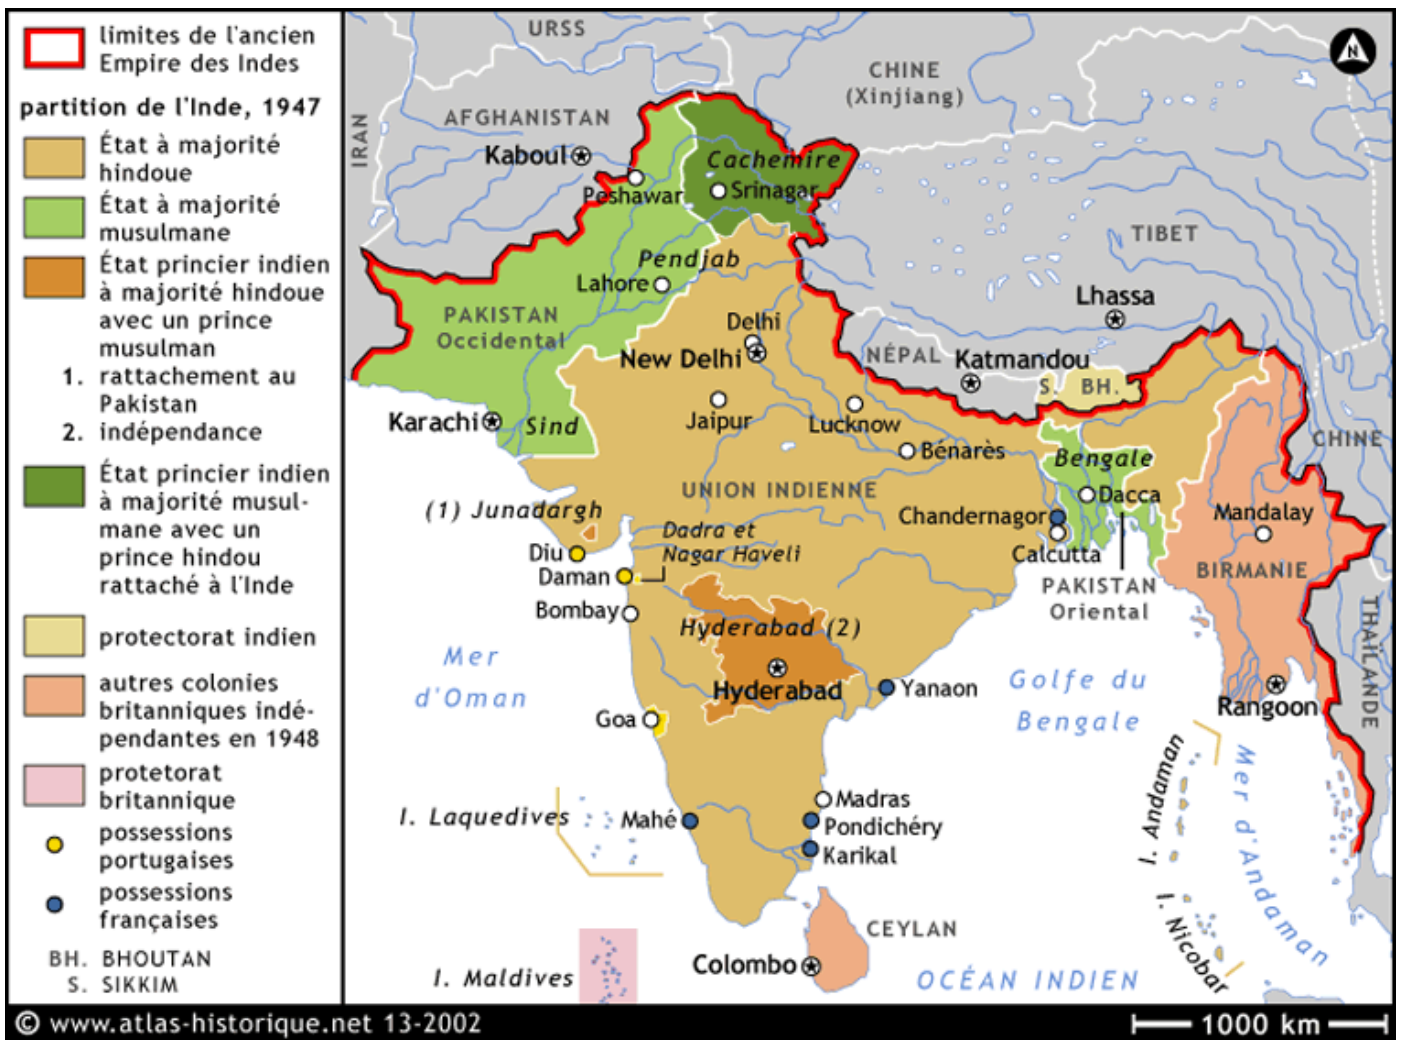 limites de l'ancien
Empire des Indes
partition de l'Inde, 1947
État à majorité
hindoue
État à majorité
musulmane
État princier indien
à majorité hindoue
avec un prince
musulman
1. rattachement au
Pakistan
2. indépendance
État princier indien
à majorité musul-
mane avec un
prince hindou
rattaché à l'Inde
protectorat indien
autres colonies
britanniques indé-
pendantes en 1948
protetorat
britannique
possessions
portugaises
possessions
françaises
BH. BHOUTAN
S. SIKKIM
URSS
N
CHINE
(Xinjiang)
AFGHANISTAN
IRAN
Kaboul
Cachemire
Peshawar
Srinagar
TIBET
Pendjab
Lahore
Lhassa
PAKISTAN
Occidental
Delhi
New Delhi
NÉPAL
Katmandou
S.
BH.
Karachi
Sind
Jaipur
Lucknow
CHINE
Bénarès
Bengale
UNION INDIENNE
Dacca
(1) Junadargh
Chandernagor
Mandalay
Dadra et
Nagar Haveli
Diu
Calcutta
Daman
BIRMANIE
PAKISTAN
Oriental
Bombay
THAÏLANDE
Hyderabad (2)
Mer
d'Oman
Hyderabad
Yanaon
Golfe du
Bengale
Rangoon
Goa
I. Andaman
Mer d'Andaman
I. Laquedives
Mahé
Madras
Pondichéry
Karikal
I. Nicobar
CEYLAN
Colombo
I. Maldives
OCÉAN INDIEN
© www.atlas-historique.net 13-2002
1000 km